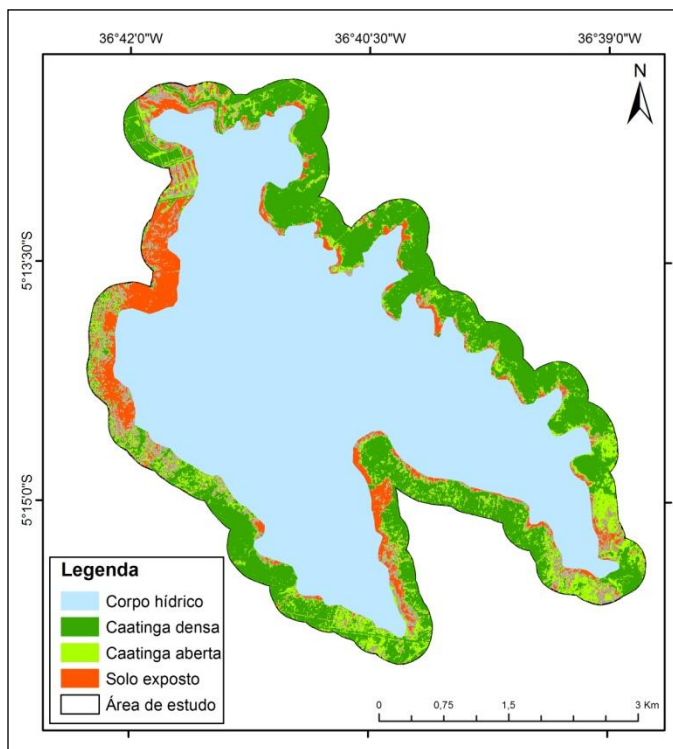 36°42'0"W 36°40'30"W 36°39'0"W
N
5°13'30"S
5°15'0"S
Legenda
Corpo hídrico
Caatinga densa
Caatinga aberta
Solo exposto
Área de estudo
0 0,75 1,5 3 Km